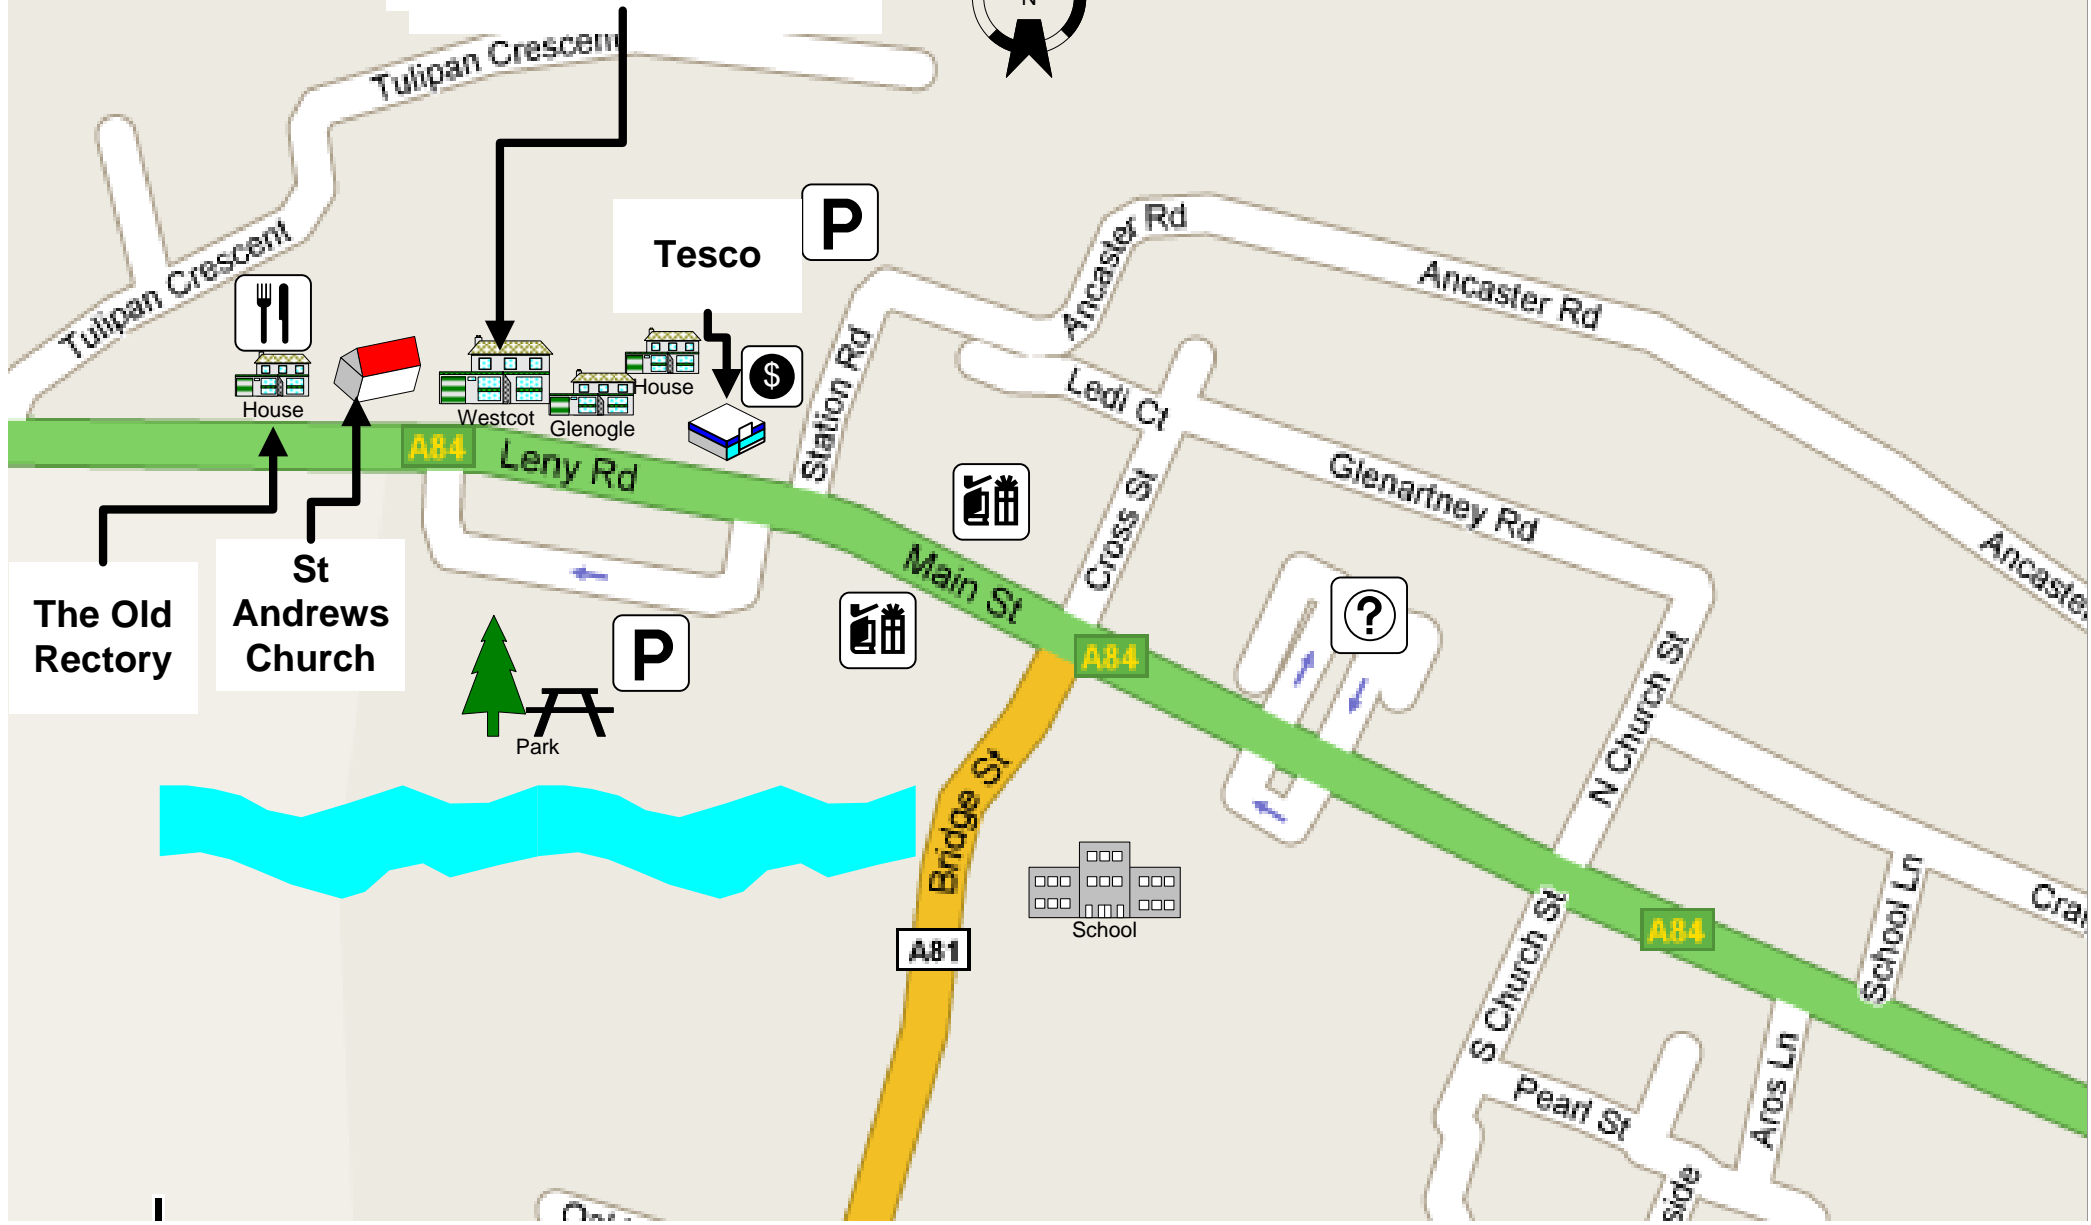 N
Tulipan Crescent
Tulipan Crescent
Tesco
P
Ancaster Rd
Ancaster Rd
Station Rd
Ledi Ct
House
House
$
Westcot
Glenogle
A84
Leny Rd
Glenartney Rd
Cross St
Main St
Ancaster
St
Andrews
Church
The Old
Rectory
P
?
A84
N Church St
Park
Bridge St
School
A81
S Church St
A84
School Ln
Cra
Aros Ln
Pearl St
side